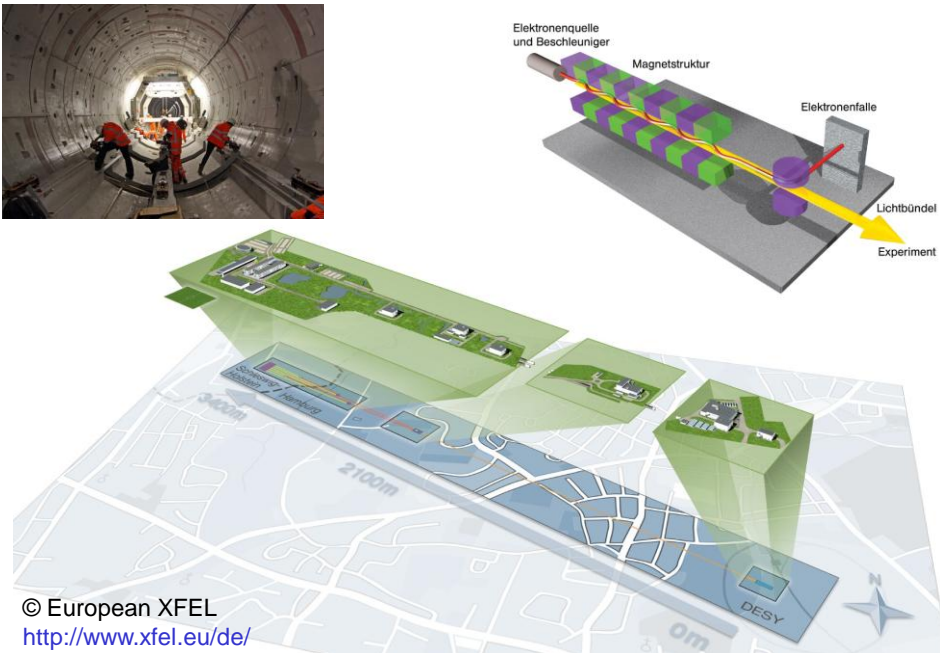 Elektronenquelle
und Beschleuniger
Magnetstruktur
Elektronenfalle
Lichtbündel
Experiment
Schleswig-
Holstein
Hamburg
3400m
2100m
N
DESY
0m
© European XFEL
http://www.xfel.eu/de/